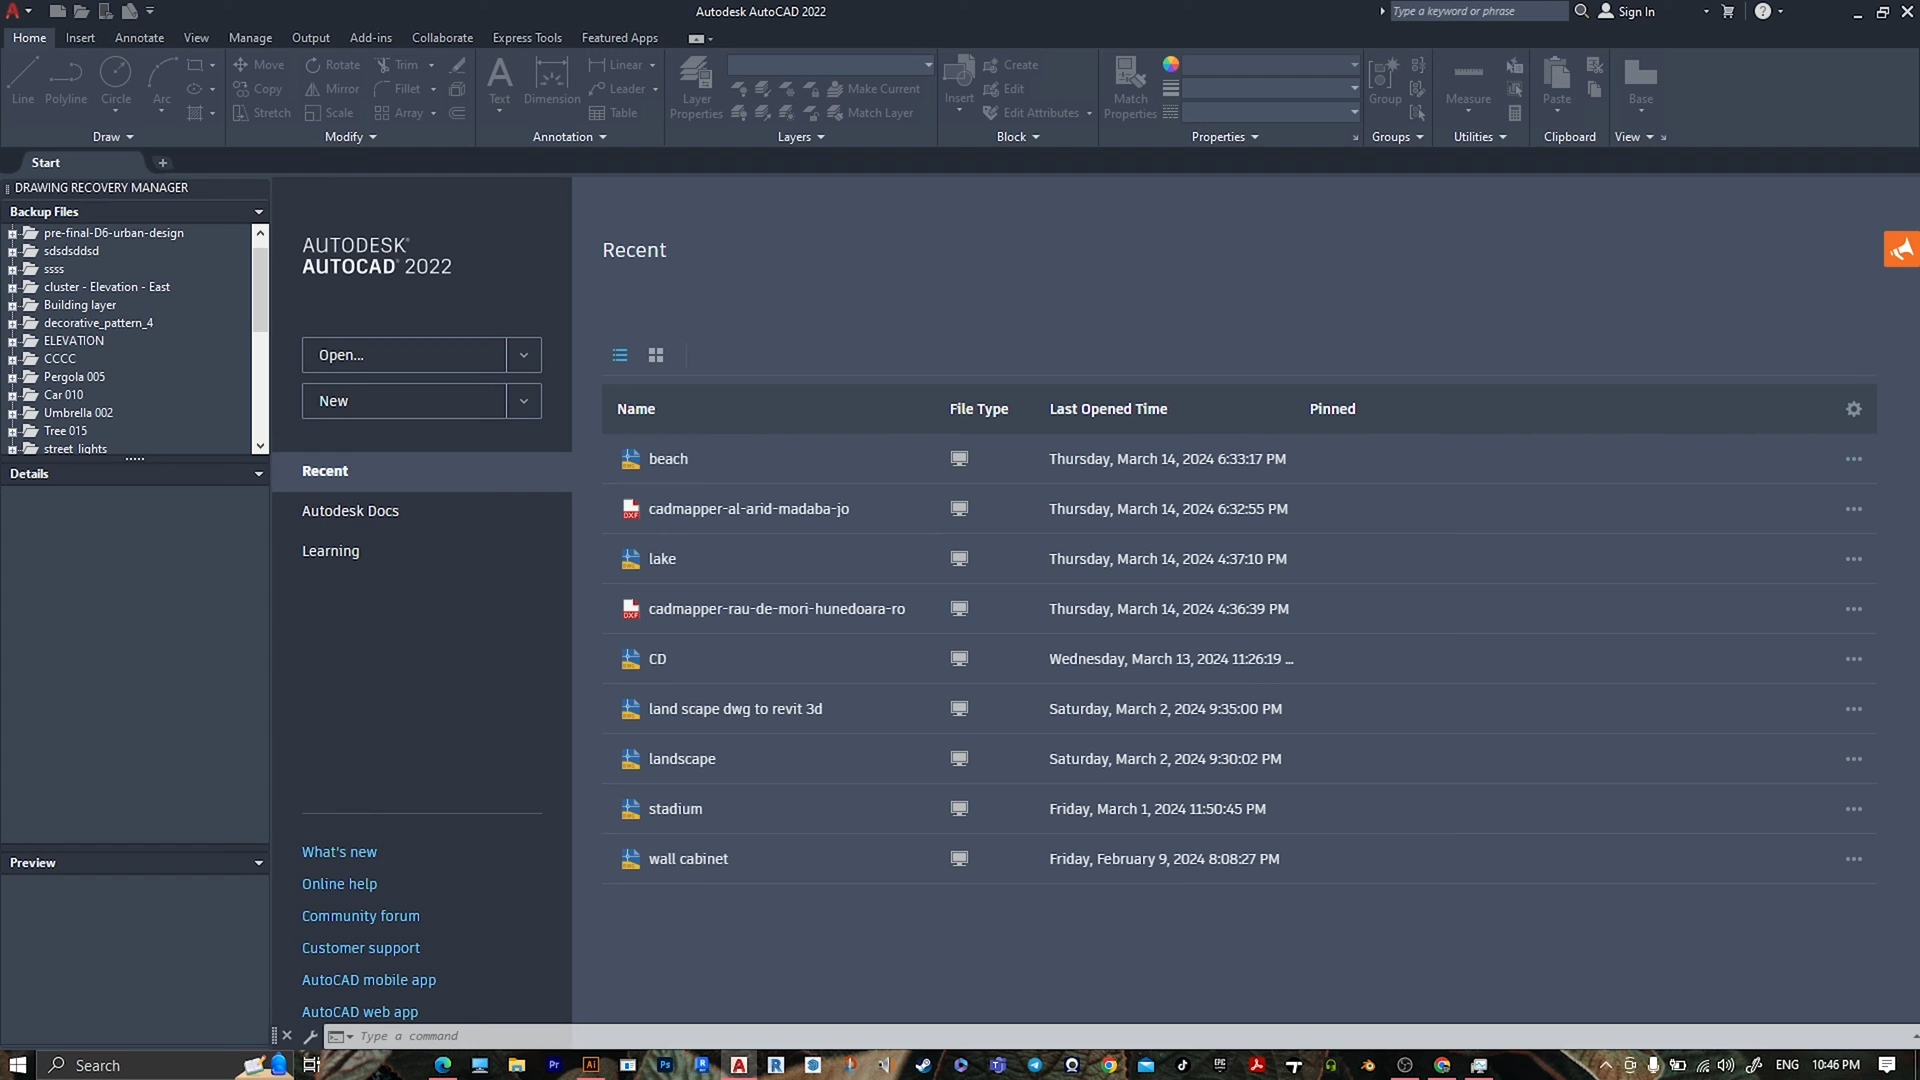 Autodesk AutoCAD 2022
Type a keyword or phrase
Sign In
Home
Insert
Annotate
View
Manage
Output
Add-ins
Collaborate
Express Tools
Featured Apps
Line
Polyline
Circle
Arc
Move
Copy
Stretch
Rotate
Mirror
Scale
Trim
Fillet
Array
Text
Dimension
Linear
Leader
Table
Layer
Properties
Make Current
Match Layer
Insert
Create
Edit
Edit Attributes
Match
Properties
Group
Measure
Paste
Base
Draw
Modify
Annotation
Layers
Block
Properties
Groups
Utilities
Clipboard
View
Start
DRAWING RECOVERY MANAGER
Backup Files
pre-final-D6-urban-design
sdsdsddsd
ssss
cluster - Elevation - East
Building layer
decorative_pattern_4
ELEVATION
CCCC
Pergola 005
Car 010
Umbrella 002
Tree 015
street lights
Details
Preview
AUTODESK®
AUTOCAD® 2022
Open...
New
Recent
Autodesk Docs
Learning
What's new
Online help
Community forum
Customer support
AutoCAD mobile app
AutoCAD web app
Recent
Name File Type Last Opened Time Pinned
beach Thursday, March 14, 2024 6:33:17 PM
DXF cadmapper-al-arid-madaba-jo Thursday, March 14, 2024 6:32:55 PM
lake Thursday, March 14, 2024 4:37:10 PM
DXF cadmapper-rau-de-mori-hunedoara-ro Thursday, March 14, 2024 4:36:39 PM
CD Wednesday, March 13, 2024 11:26:19 ...
land scape dwg to revit 3d Saturday, March 2, 2024 9:35:00 PM
landscape Saturday, March 2, 2024 9:30:02 PM
stadium Friday, March 1, 2024 11:50:45 PM
wall cabinet Friday, February 9, 2024 8:08:27 PM
Type a command
Search
Pr
Ai
Ps
ENG
10:46 PM